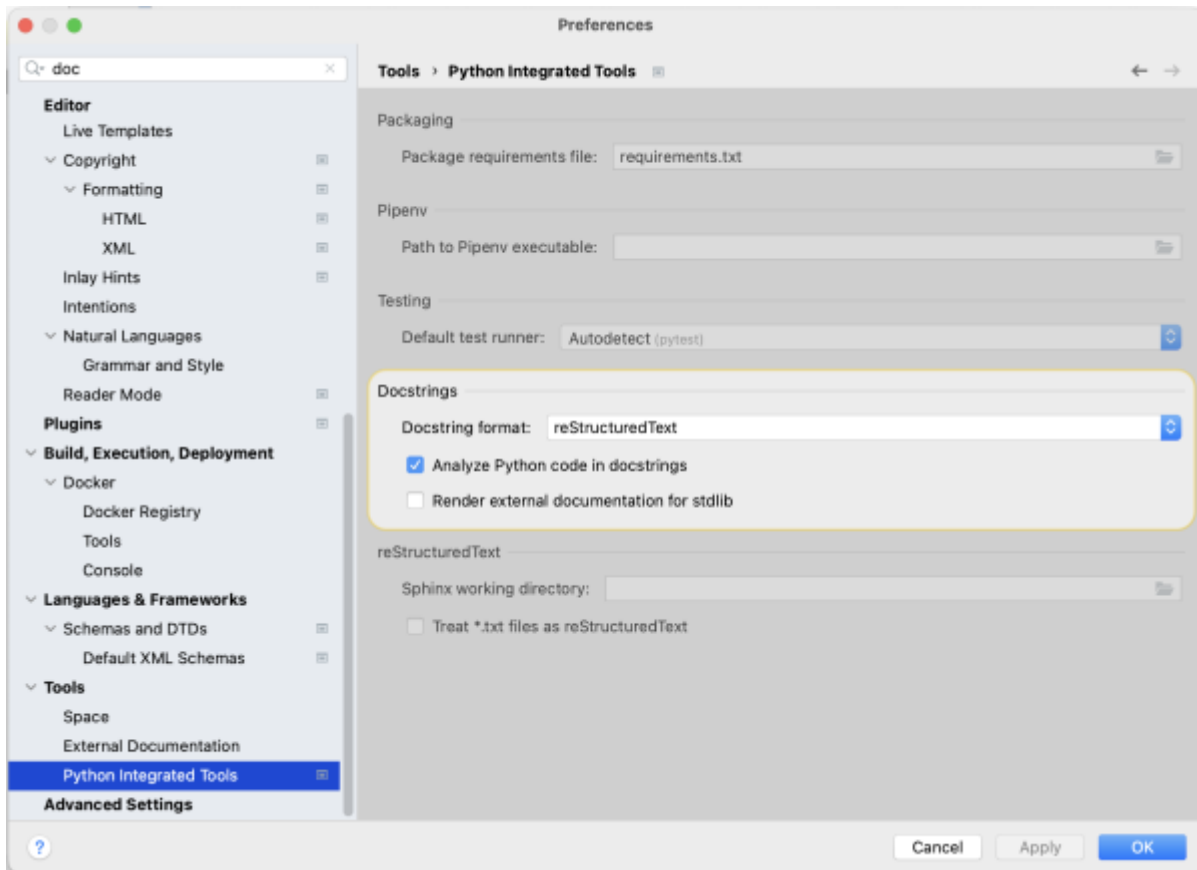 Preferences
doc
Editor
Live Templates
Copyright
Formatting
HTML
XML
Inlay Hints
Intentions
Natural Languages
Grammar and Style
Reader Mode
Plugins
Build, Execution, Deployment
Docker
Docker Registry
Tools
Console
Languages & Frameworks
Schemas and DTDs
Default XML Schemas
Tools
Space
External Documentation
Python Integrated Tools
Advanced Settings
Tools › Python Integrated Tools
Packaging
Package requirements file: requirements.txt
Pipenv
Path to Pipenv executable:
Testing
Default test runner: Autodetect (pytest)
Docstrings
Docstring format: reStructuredText
Analyze Python code in docstrings
Render external documentation for stdlib
reStructuredText
Sphinx working directory:
Treat *.txt files as reStructuredText
? Cancel Apply OK